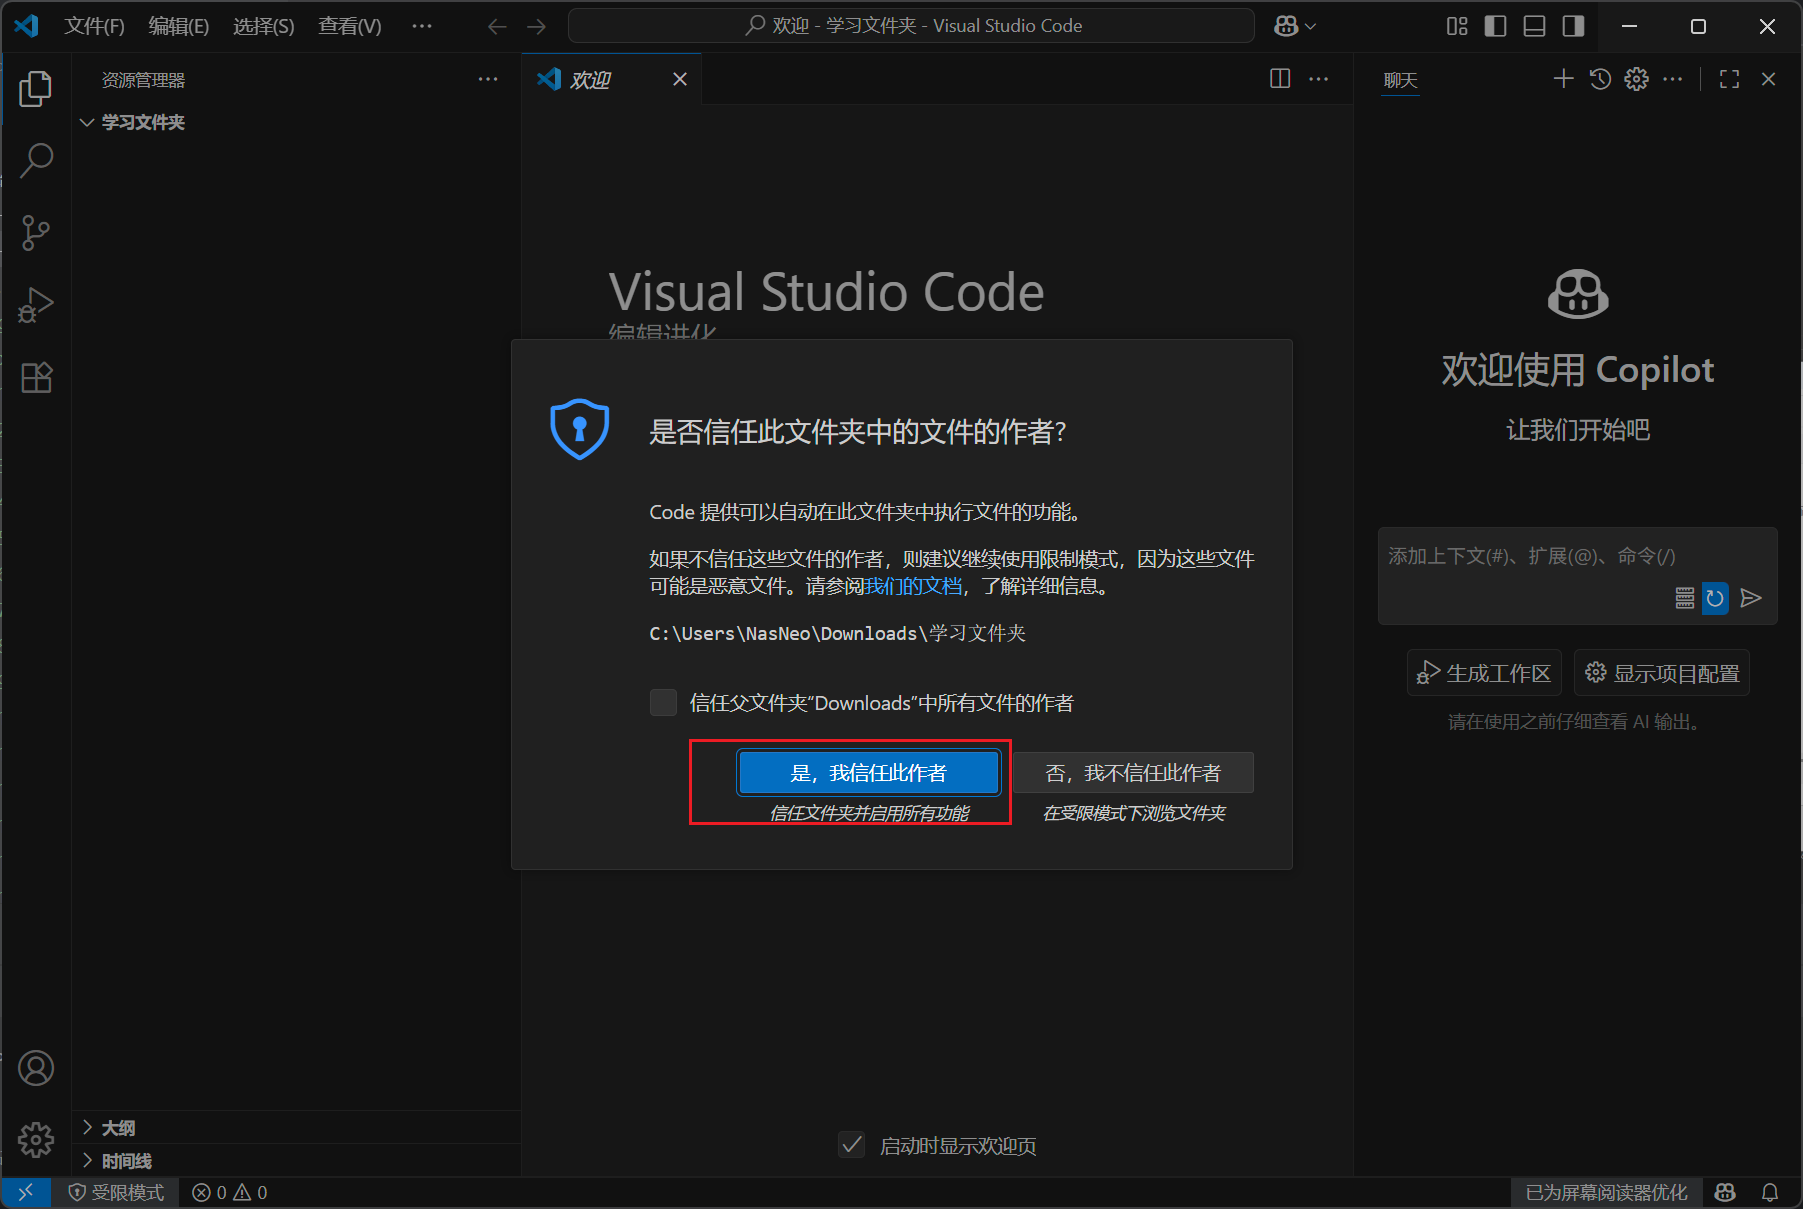 文件(F) 编辑(E) 选择(S) 查看(V) ···
欢迎 - 学习文件夹 - Visual Studio Code
资源管理器
学习文件夹
欢迎
聊天
Visual Studio Code
编辑进化
是否信任此文件夹中的文件的作者?
Code 提供可以自动在此文件夹中执行文件的功能。
如果不信任这些文件的作者，则建议继续使用限制模式，因为这些文件
可能是恶意文件。请参阅我们的文档，了解详细信息。
C:\Users\NasNeo\Downloads\学习文件夹
信任父文件夹“Downloads”中所有文件的作者
是，我信任此作者
否，我不信任此作者
信任文件夹并启用所有功能
在受限模式下浏览文件夹
欢迎使用 Copilot
让我们开始吧
添加上下文(#)、扩展(@)、命令(/)
生成工作区
显示项目配置
请在使用之前仔细查看 AI 输出。
大纲
时间线
启动时显示欢迎页
受限模式 0 0
已为屏幕阅读器优化